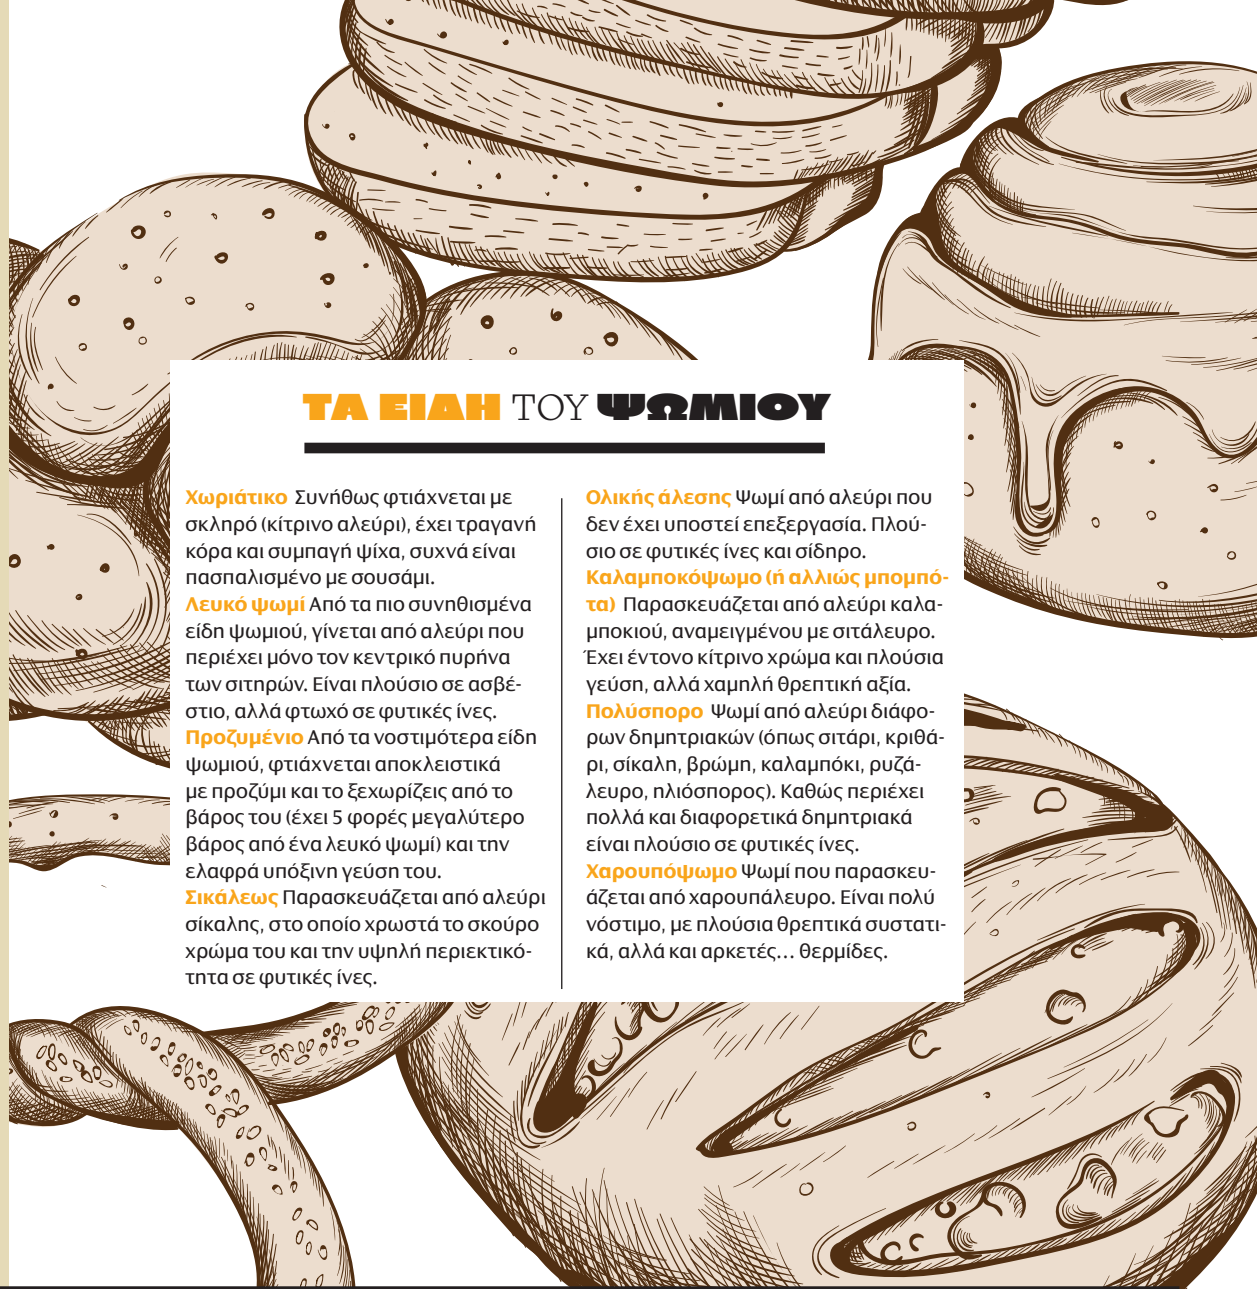 ΤΑ ΕΙΔΗ ΤΟΥ ΨΩΜΙΟΥ
Χωριάτικο Συνήθως φτιάχνεται με
σκληρό (κίτρινο αλεύρι), έχει τραγανή
κόρα και συμπαγή ψίχα, συχνά είναι
πασπαλισμένο με σουσάμι.
Λευκό ψωμί Από τα πιο συνηθισμένα
είδη ψωμιού, γίνεται από αλεύρι που
περιέχει μόνο τον κεντρικό πυρήνα
των σιτηρών. Είναι πλούσιο σε ασβέ-
στιο, αλλά φτωχό σε φυτικές ίνες.
Προζυμένιο Από τα νοστιμότερα είδη
ψωμιού, φτιάχνεται αποκλειστικά
με προζύμι και το ξεχωρίζεις από το
βάρος του (έχει 5 φορές μεγαλύτερο
βάρος από ένα λευκό ψωμί) και την
ελαφρά υπόξινη γεύση του.
Σικάλεως Παρασκευάζεται από αλεύρι
σίκαλης, στο οποίο χρωστά το σκούρο
χρώμα του και την υψηλή περιεκτικό-
τητα σε φυτικές ίνες.
Ολικής άλεσης Ψωμί από αλεύρι που
δεν έχει υποστεί επεξεργασία. Πλού-
σιο σε φυτικές ίνες και σίδηρο.
Καλαμποκόψωμο (ή αλλιώς μπομπό-
τα) Παρασκευάζεται από αλεύρι καλα-
μποκιού, αναμειγμένου με σιτάλευρο.
Έχει έντονο κίτρινο χρώμα και πλούσια
γεύση, αλλά χαμηλή θρεπτική αξία.
Πολύσπορο Ψωμί από αλεύρι διάφο-
ρων δημητριακών (όπως σιτάρι, κριθά-
ρι, σίκαλη, βρώμη, καλαμπόκι, ρυζά-
λευρο, ηλιόσπορος). Καθώς περιέχει
πολλά και διαφορετικά δημητριακά
είναι πλούσιο σε φυτικές ίνες.
Χαρουπόψωμο Ψωμί που παρασκευ-
άζεται από χαρουπάλευρο. Είναι πολύ
νόστιμο, με πλούσια θρεπτικά συστατι-
κά, αλλά και αρκετές... θερμίδες.